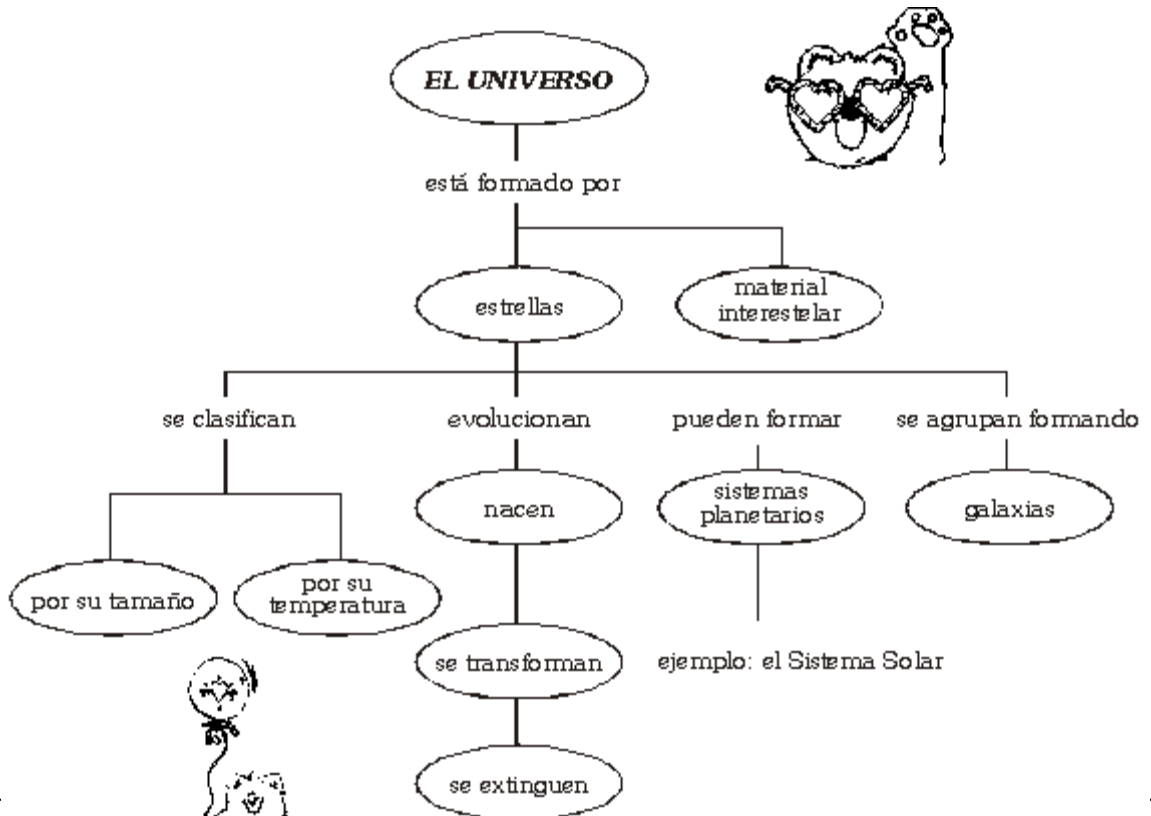 EL UNIVERSO
está formado por
estrellas
material
interestelar
se clasifican
evolucionan
pueden formar
se agrupan formando
nacen
sistemas
planetarios
galaxias
por su tamaño
por su
temperatura
se transforman
ejemplo: el Sistema Solar
se extinguen